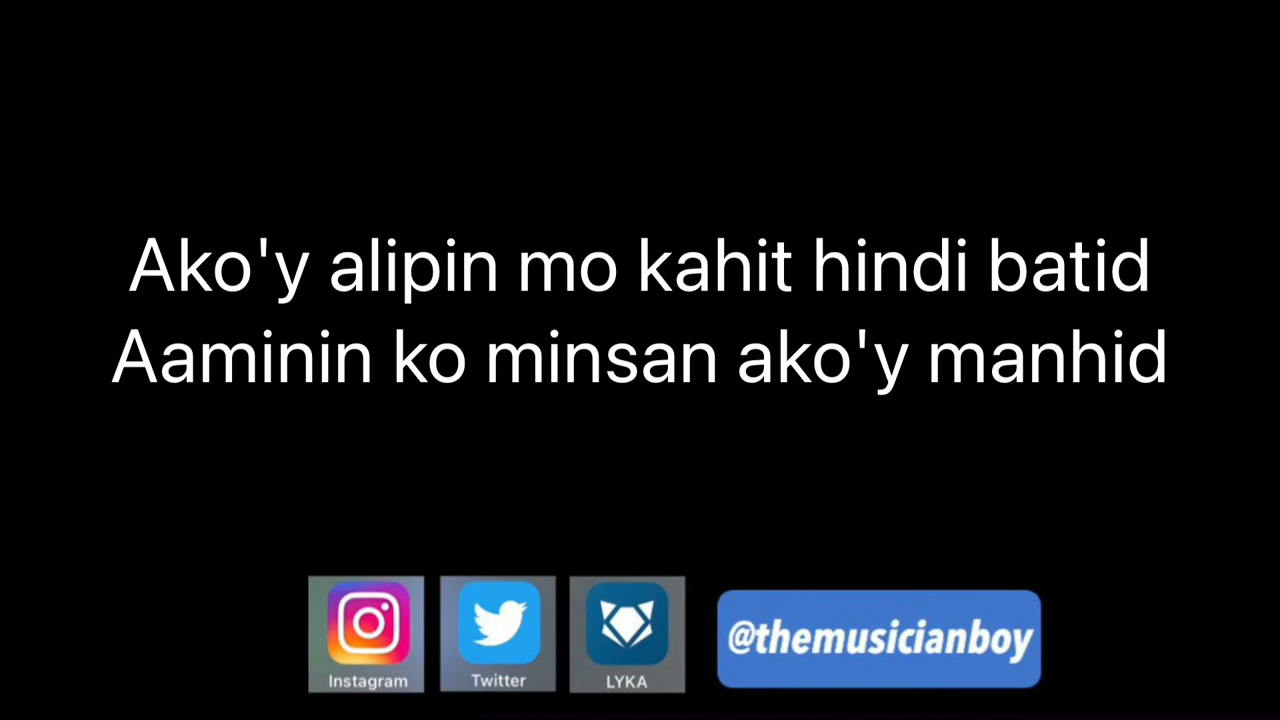 Ako'y alipin mo kahit hindi batid
Aaminin ko minsan ako'y manhid
Instagram
Twitter
LYKA
@themusicianboy